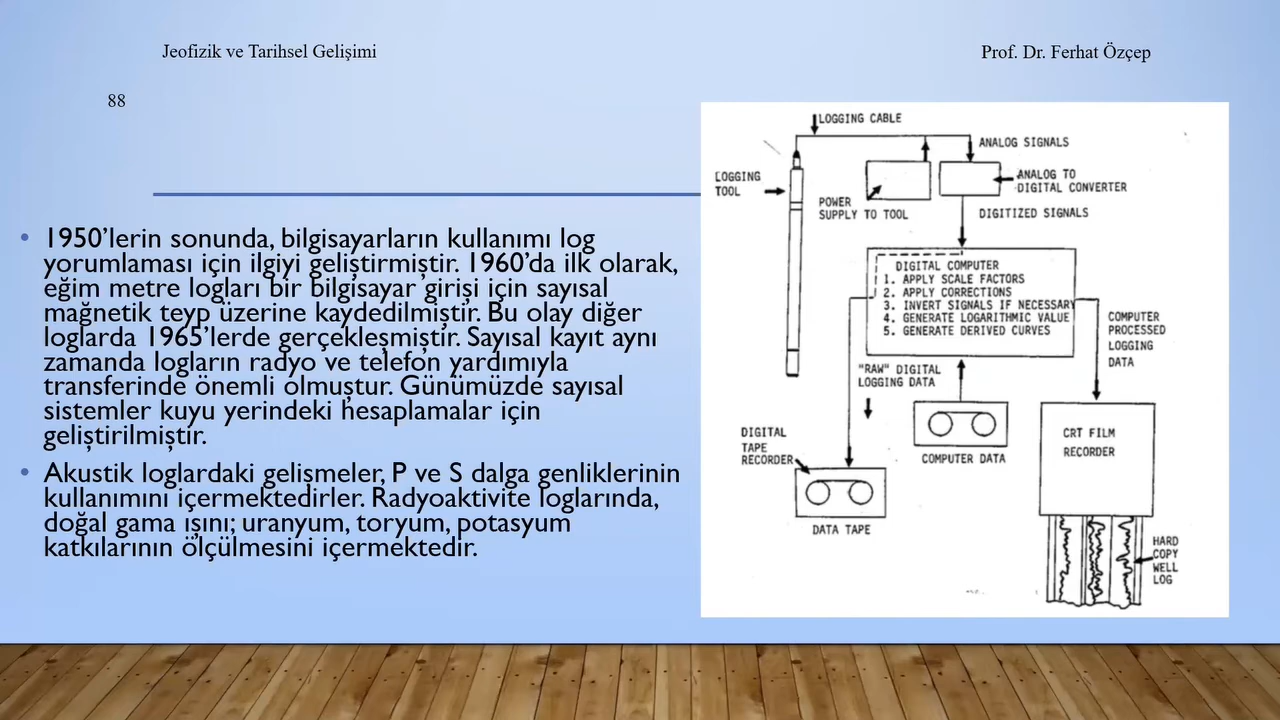 Jeofizik ve Tarihsel Gelişimi
Prof. Dr. Ferhat Özçep
88
• 1950’lerin sonunda, bilgisayarların kullanımı log
yorumlaması için ilgiyi geliştirmiştir. 1960’da ilk olarak,
eğim metre logları bir bilgisayar girişi için sayısal
mağnetik teyp üzerine kaydedilmiştir. Bu olay diğer
loglarda 1965’lerde gerçekleşmiştir. Sayısal kayıt aynı
zamanda logların radyo ve telefon yardımıyla
transferinde önemli olmuştur. Günümüzde sayısal
sistemler kuyu yerindeki hesaplamalar için
geliştirilmiştir.
• Akustik loglardaki gelişmeler, P ve S dalga genliklerinin
kullanımını içermektedirler. Radyoaktivite loglarında,
doğal gama ışını; uranyum, toryum, potasyum
katkılarının ölçülmesini içermektedir.
LOGGING CABLE
ANALOG SIGNALS
LOGGING
TOOL
POWER
SUPPLY TO TOOL
ANALOG TO
DIGITAL CONVERTER
DIGITIZED SIGNALS
DIGITAL COMPUTER
1. APPLY SCALE FACTORS
2. APPLY CORRECTIONS
3. INVERT SIGNALS IF NECESSARY
4. GENERATE LOGARITHMIC VALUE
5. GENERATE DERIVED CURVES
COMPUTER
PROCESSED
LOGGING
DATA
"RAW" DIGITAL
LOGGING DATA
DIGITAL
TAPE
RECORDER
COMPUTER DATA
DATA TAPE
CRT FILM
RECORDER
HARD
COPY
WELL
LOG